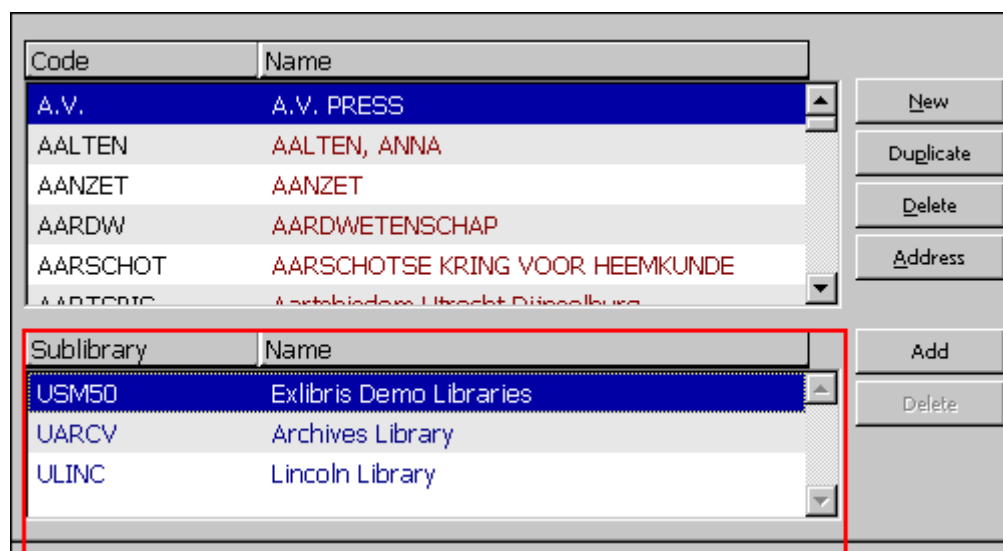 Code Name
A.V. A.V. PRESS
AALTEN AALTEN, ANNA
AANZET AANZET
AARDW AARDWETENSCHAP
AARSCHOT AARSCHOTSE KRING VOOR HEEMKUNDE
New
Duplicate
Delete
Address
Sublibrary Name
USM50 Exlibris Demo Libraries
UARCV Archives Library
ULINC Lincoln Library
Add
Delete